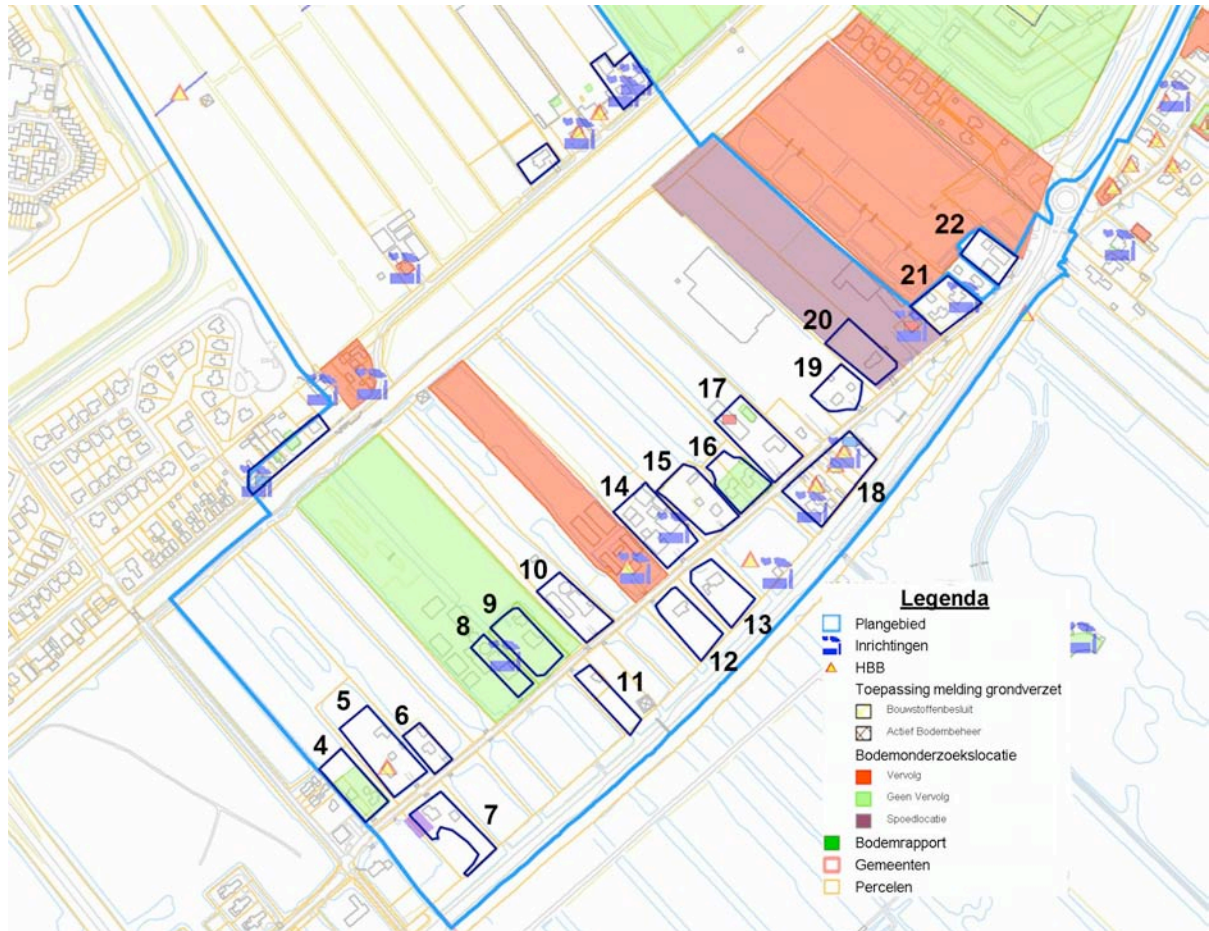 22
21
20
19
17
16
15
14
18
10
9
8
13
12
11
5
6
4
7
Legenda
Plangebied
Inrichtingen
HBB
Toepassing melding grondverzet
Bouwstoffenbesluit
Actief Bodembeheer
Bodemonderzoekslocatie
Vervolg
Geen Vervolg
Spoedlocatie
Bodemrapport
Gemeenten
Percelen